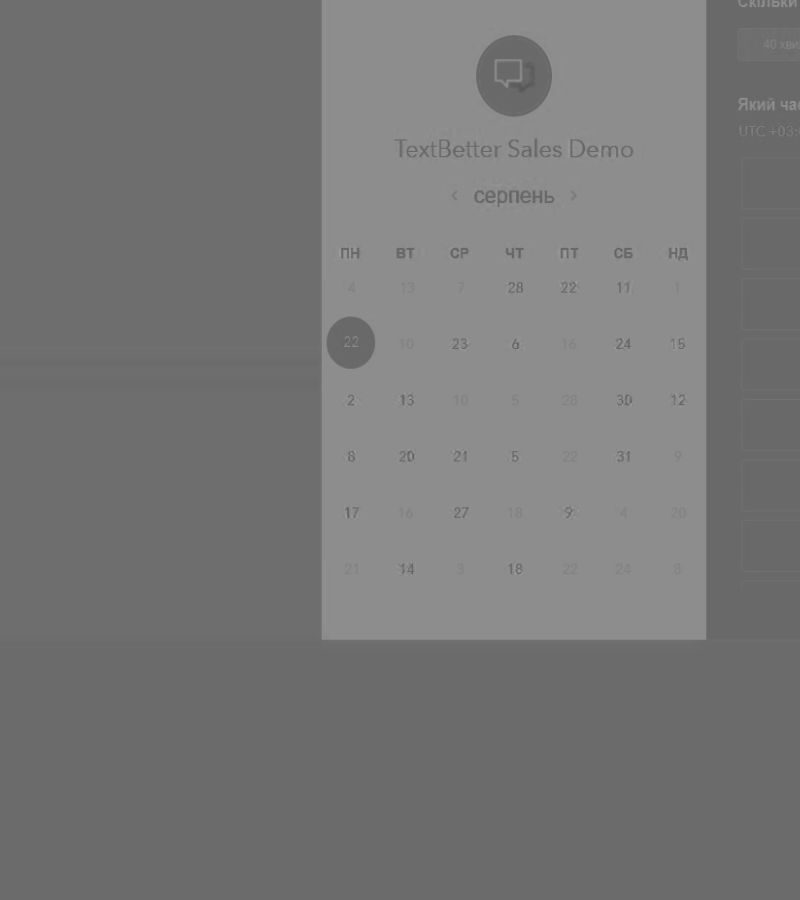 Скільки
40 хви
TextBetter Sales Demo
Який ча
UTC +03:
< серпень >
ПН ВТ СР ЧТ ПТ СБ НД
4 13 7 28 22 11 1
22 10 23 6 16 24 15
2 13 10 5 28 30 12
8 20 21 5 22 31 9
17 16 27 18 9 4 20
21 14 3 18 22 24 8